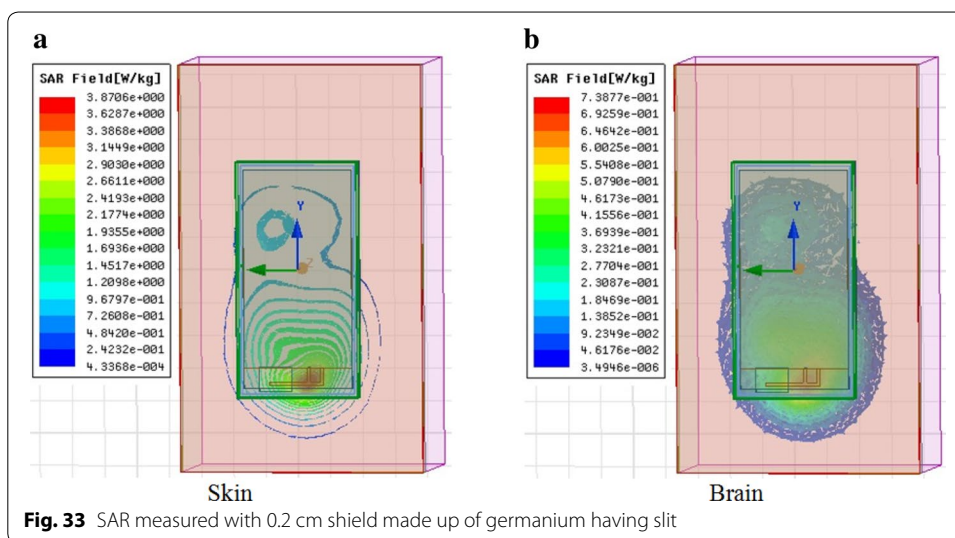 a
SAR Field[W/kg]
3.8706e+000
3.6287e+000
3.3868e+000
3.1449e+000
2.9030e+000
2.6611e+000
2.4193e+000
2.1774e+000
1.9355e+000
1.6936e+000
1.4517e+000
1.2098e+000
9.6797e-001
7.2608e-001
4.8420e-001
2.4232e-001
4.3368e-004
Y
Z
Skin
b
SAR Field[W/kg]
7.3877e-001
6.9259e-001
6.4642e-001
6.0025e-001
5.5408e-001
5.0790e-001
4.6173e-001
4.1556e-001
3.6939e-001
3.2321e-001
2.7704e-001
2.3087e-001
1.8469e-001
1.3852e-001
9.2349e-002
4.6176e-002
3.4946e-006
Y
Brain
Fig. 33 SAR measured with 0.2 cm shield made up of germanium having slit